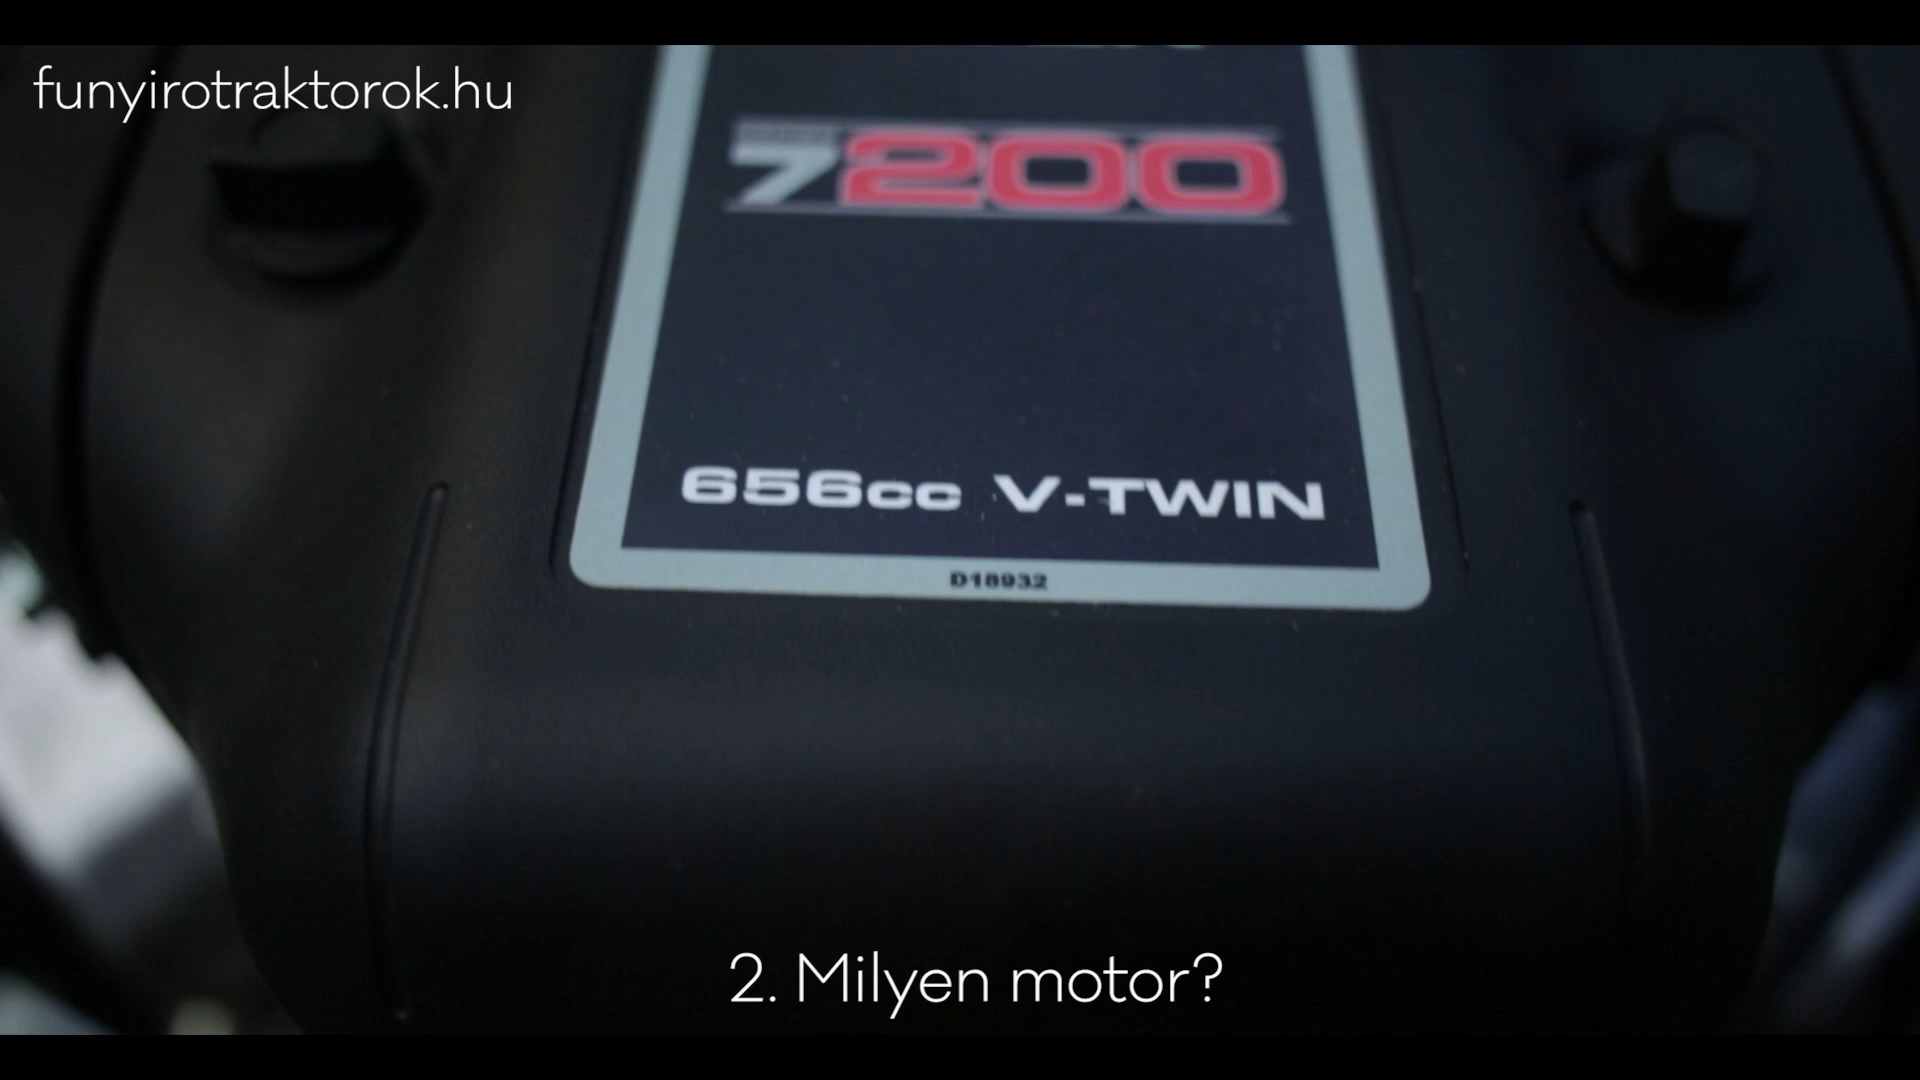 funyirotraktorok.hu
7200
656cc V-TWIN
D18932
2. Milyen motor?